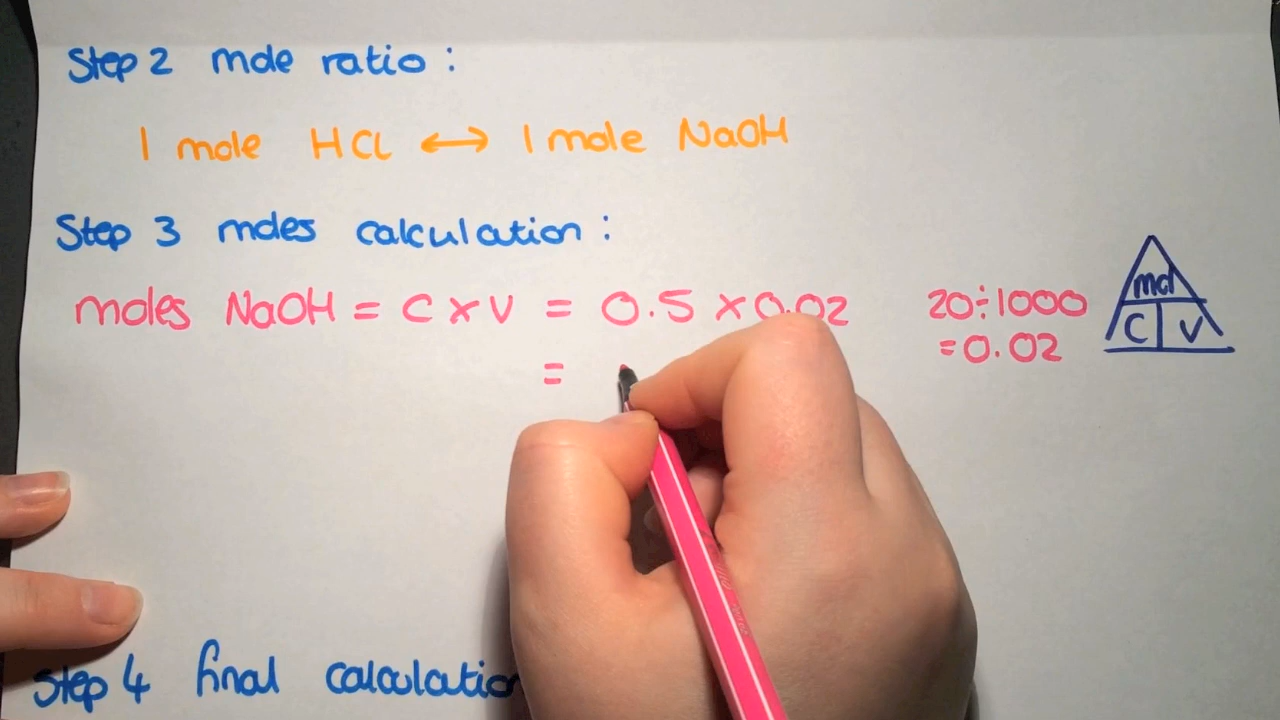 Step 2 mole ratio:
1 mole HCl ↔ 1 mole NaOH
Step 3 moles calculation:
moles NaOH = C x V = 0.5 x 0.02
=
20÷1000
=0.02
mol
C V
Step 4 final calculation